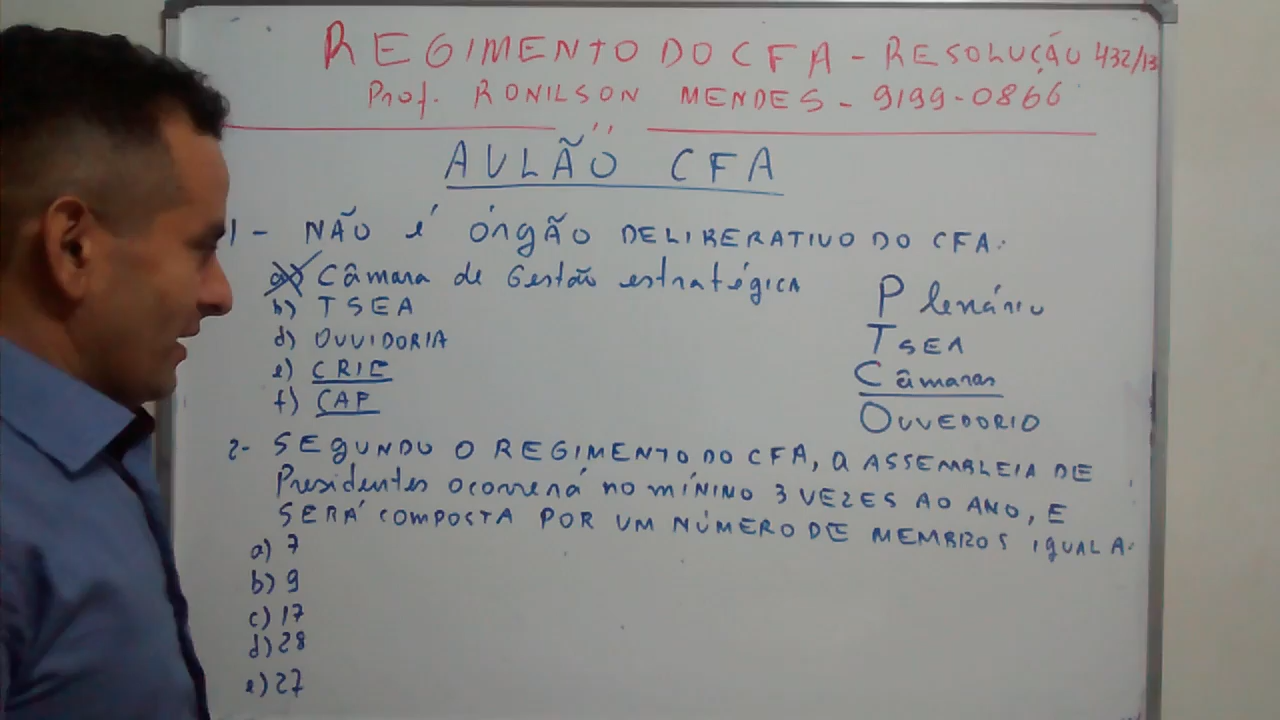 REGIMENTO DO CFA - RESOLUÇÃO 432/13
Prof. RONILSON MENDES - 9199-0866
AULÃO CFA
1 - NÃO é órgão DELIBERATIVO DO CFA:
a) Câmara de Gestão estratégica
b) TSEA
d) OUVIDORIA
e) CRIE
f) CAF
Plenário
TSEA
Câmaras
OUVEDORIO
2- SEGUNDO O REGIMENTO DO CFA, a ASSEMBLEIA DE
Presidentes ocorrerá no mínimo 3 VEZES AO ANO, E
SERÁ COMPOSTA POR UM NÚMERO DE MEMBROS IGUAL A:
a) 7
b) 9
c) 17
d) 28
e) 27